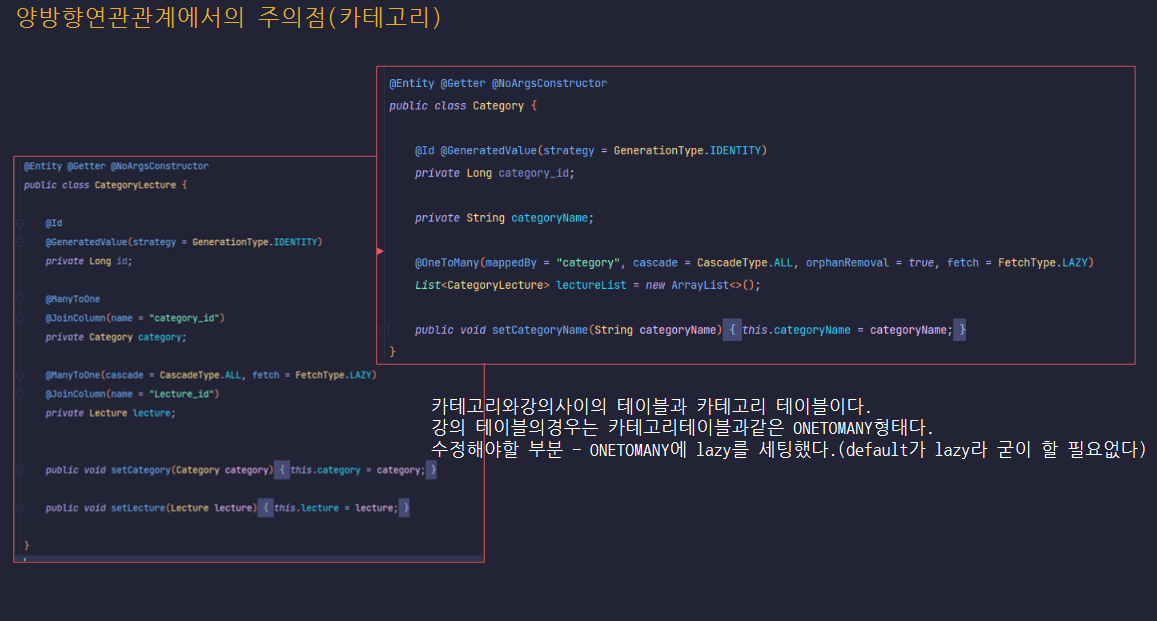 양방향연관관계에서의 주의점(카테고리)
@Entity @Getter @NoArgsConstructor
public class CategoryLecture {
@Id
@GeneratedValue(strategy = GenerationType.IDENTITY)
private Long id;
@ManyToOne
@JoinColumn(name = "category_id")
private Category category;
@ManyToOne(cascade = CascadeType.ALL, fetch = FetchType.LAZY)
@JoinColumn(name = "Lecture_id")
private Lecture lecture;
public void setCategory(Category category) { this.category = category; }
public void setLecture(Lecture lecture) { this.lecture = lecture; }
}
@Entity @Getter @NoArgsConstructor
public class Category {
@Id @GeneratedValue(strategy = GenerationType.IDENTITY)
private Long category_id;
private String categoryName;
@OneToMany(mappedBy = "category", cascade = CascadeType.ALL, orphanRemoval = true, fetch = FetchType.LAZY)
List<CategoryLecture> lectureList = new ArrayList<>();
public void setCategoryName(String categoryName) { this.categoryName = categoryName; }
}
카테고리와강의사이의 테이블과 카테고리 테이블이다.
강의 테이블의경우는 카테고리테이블과같은 ONETOMANY형태다.
수정해야할 부분 - ONETOMANY에 lazy를 세팅했다.(default가 lazy라 굳이 할 필요없다)